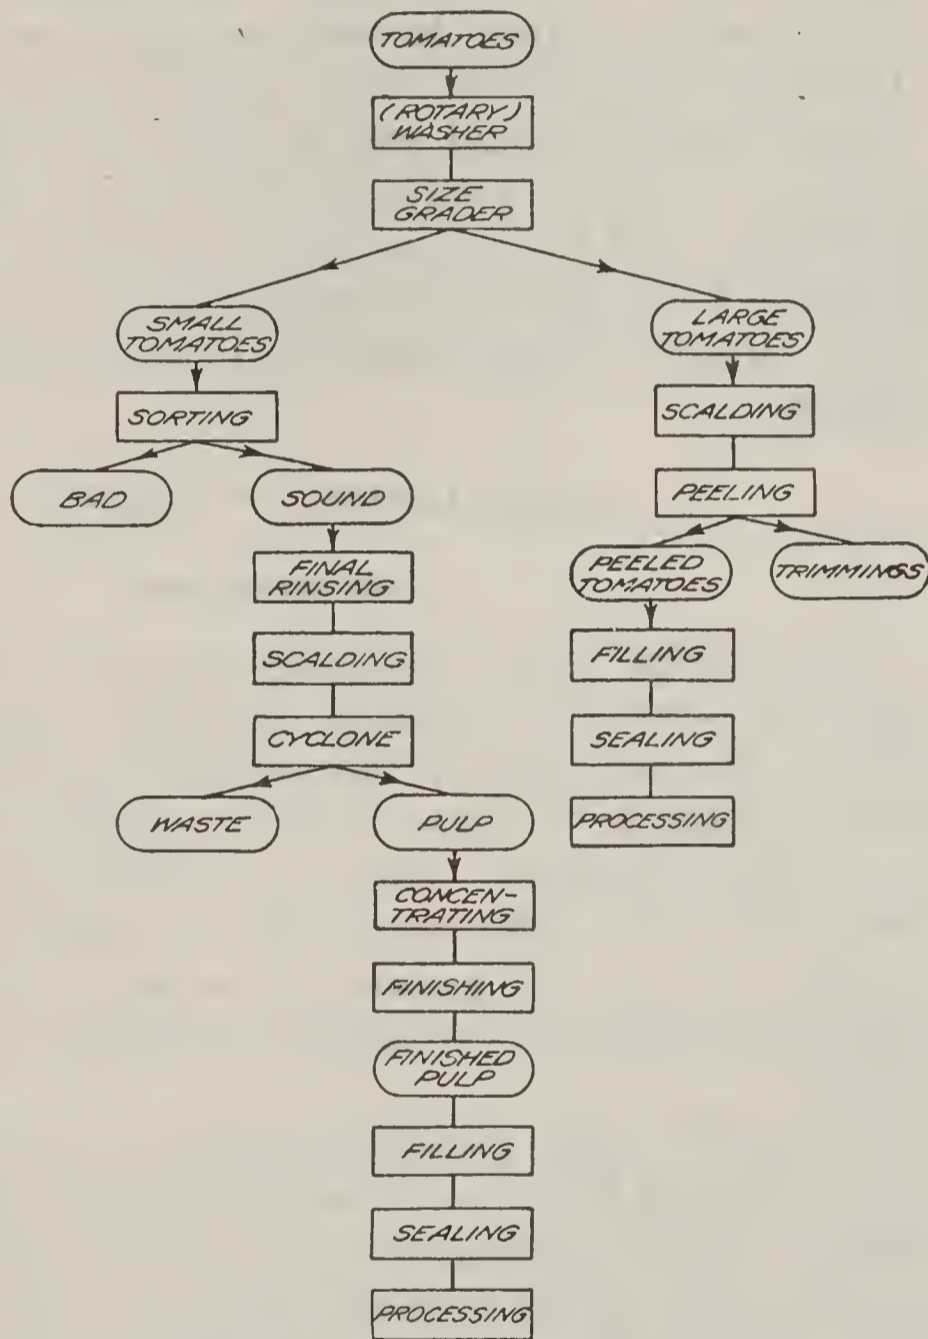 TOMATOES
(ROTARY)
WASHER
SIZE
GRADER
SMALL
TOMATOES
LARGE
TOMATOES
SORTING
SCALDING
BAD
SOUND
PEELING
FINAL
RINSING
PEELED
TOMATOES
TRIMMINGS
SCALDING
FILLING
CYCLONE
SEALING
WASTE
PULP
PROCESSING
CONCEN-
TRATING
FINISHING
FINISHED
PULP
FILLING
SEALING
PROCESSING